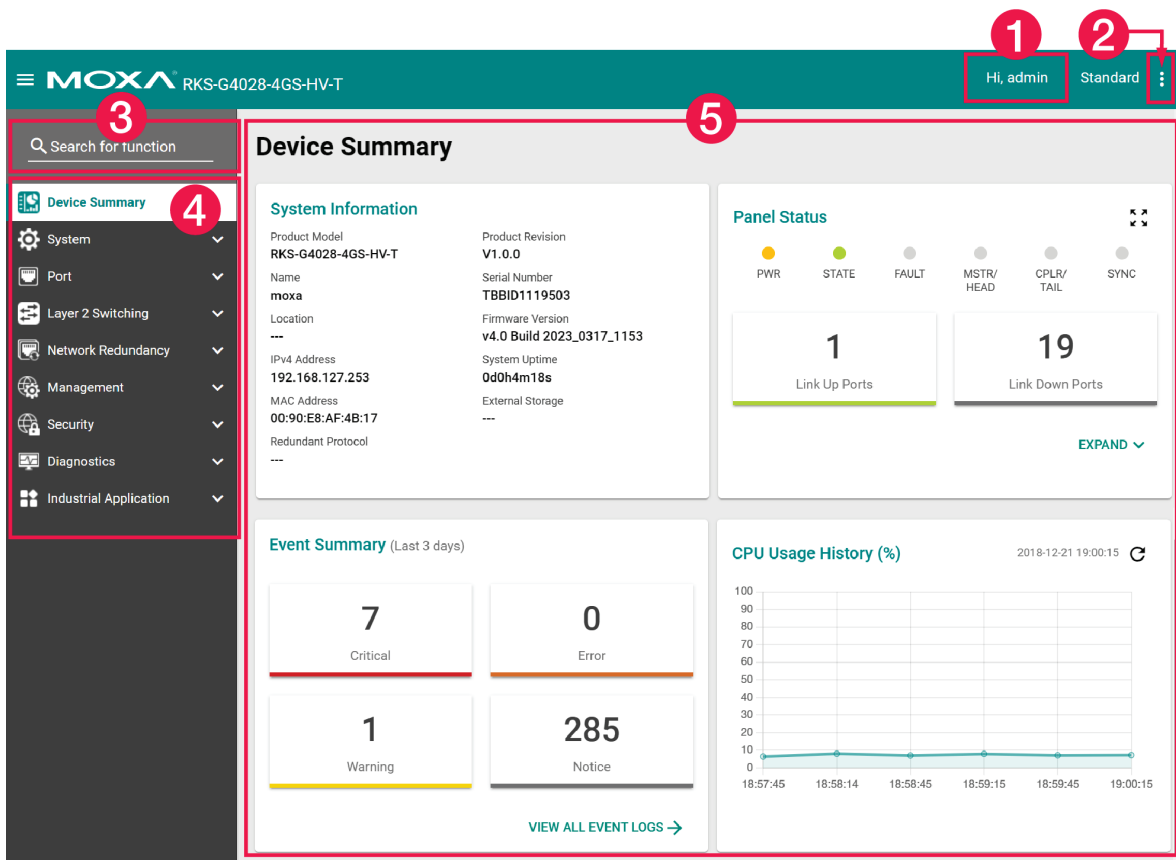 1
2
MOXA RKS-G4028-4GS-HV-T
Hi, admin
Standard
3
Search for function
4
Device Summary
System
Port
Layer 2 Switching
Network Redundancy
Management
Security
Diagnostics
Industrial Application
5
Device Summary
System Information
Product Model
RKS-G4028-4GS-HV-T
Product Revision
V1.0.0
Name
moxa
Serial Number
TBBID1119503
Location
---
Firmware Version
v4.0 Build 2023_0317_1153
IPv4 Address
192.168.127.253
System Uptime
0d0h4m18s
MAC Address
00:90:E8:AF:4B:17
External Storage
---
Redundant Protocol
---
Panel Status
PWR
STATE
FAULT
MSTR/
HEAD
CPLR/
TAIL
SYNC
1
Link Up Ports
19
Link Down Ports
EXPAND
Event Summary (Last 3 days)
7
Critical
0
Error
1
Warning
285
Notice
VIEW ALL EVENT LOGS
CPU Usage History (%)
2018-12-21 19:00:15
100
90
80
70
60
50
40
30
20
10
0
18:57:45 18:58:14 18:58:45 18:59:15 18:59:45 19:00:15